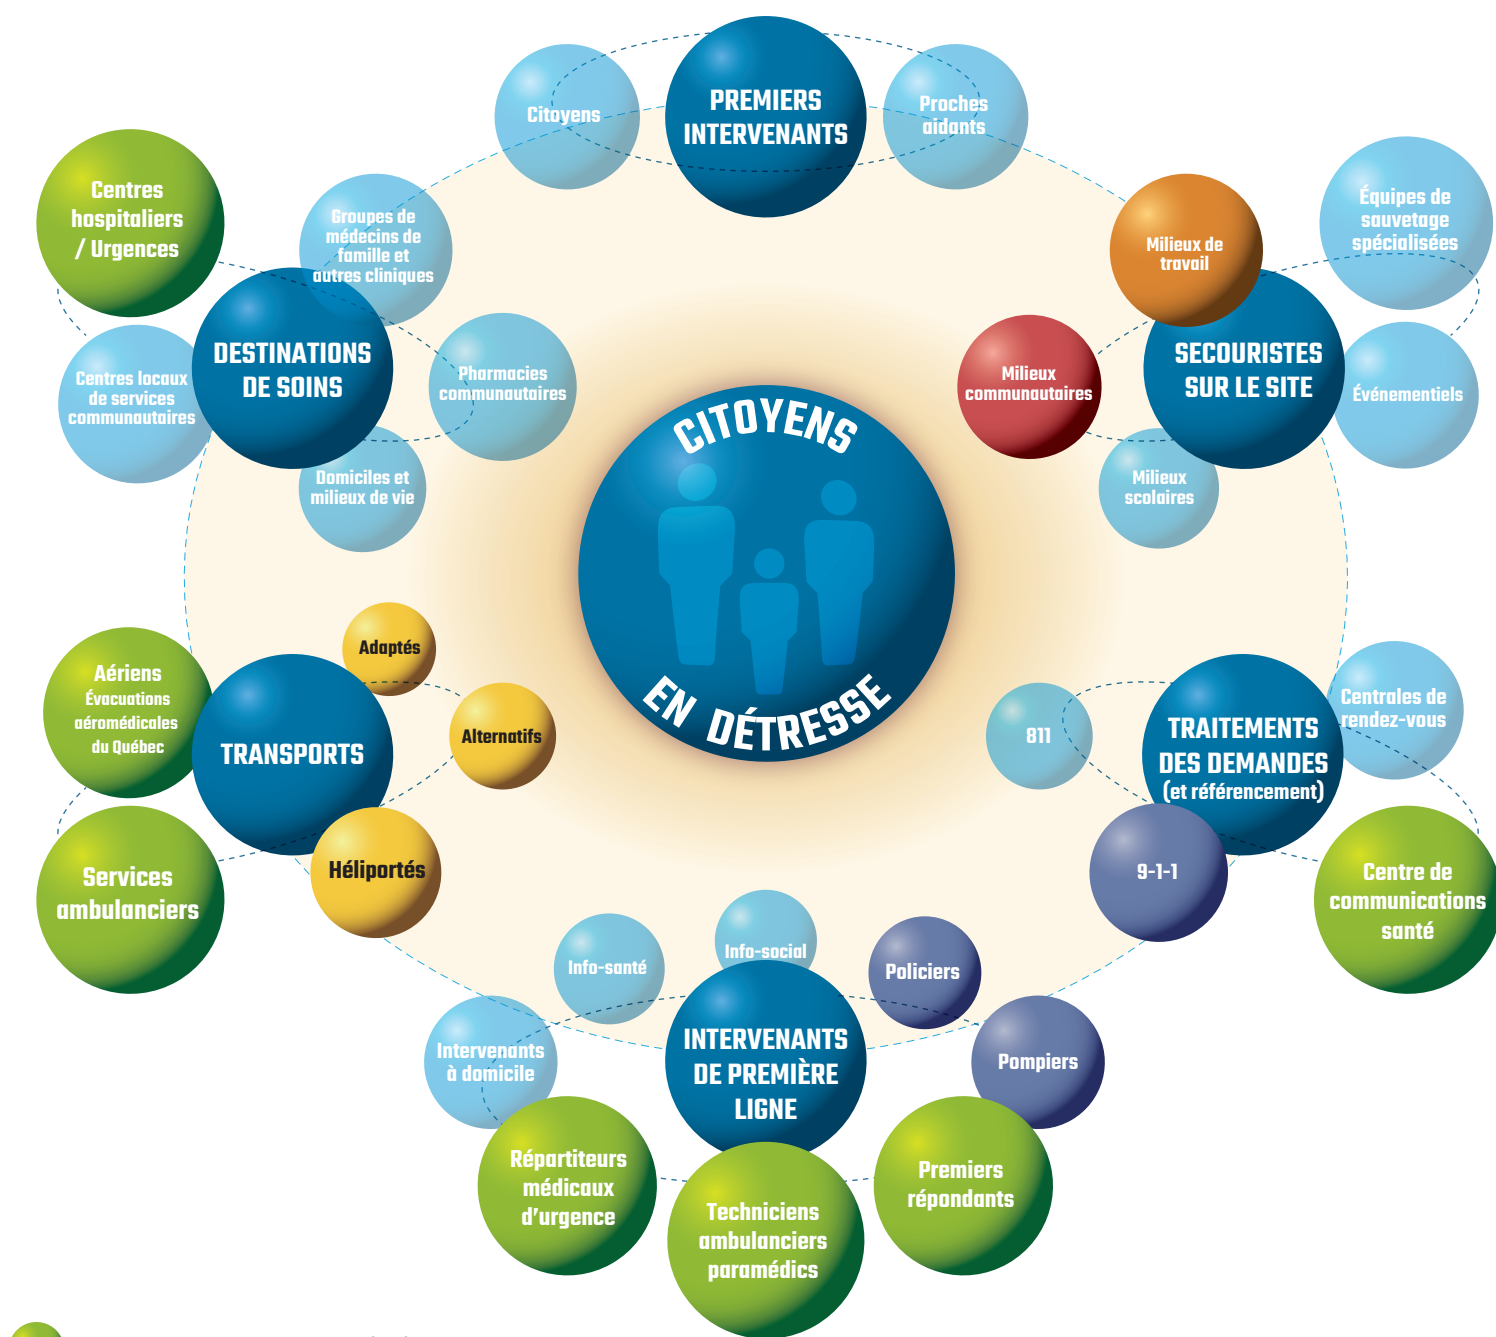 Citoyens
PREMIERS
INTERVENANTS
Proches
aidants
Centres
hospitaliers
/ Urgences
Groupes de
médecins de
famille et
autres cliniques
Centres locaux
de services
communautaires
DESTINATIONS
DE SOINS
Pharmacies
communautaires
Domiciles et
milieux de vie
Milieux de
travail
Équipes de
sauvetage
spécialisées
Milieux
communautaires
SECOURISTES
SUR LE SITE
Événementiels
Milieux
scolaires
CITOYENS
EN DÉTRESSE
Adaptés
Aériens
Évacuations
aéromédicales
du Québec
TRANSPORTS
Alternatifs
Services
ambulanciers
Héliportés
811
TRAITEMENTS
DES DEMANDES
(et référencement)
Centrales de
rendez-vous
9-1-1
Centre de
communications
santé
Info-santé
Info-social
Policiers
Intervenants
à domicile
INTERVENANTS
DE PREMIÈRE
LIGNE
Pompiers
Répartiteurs
médicaux
d'urgence
Techniciens
ambulanciers
paramédics
Premiers
répondants